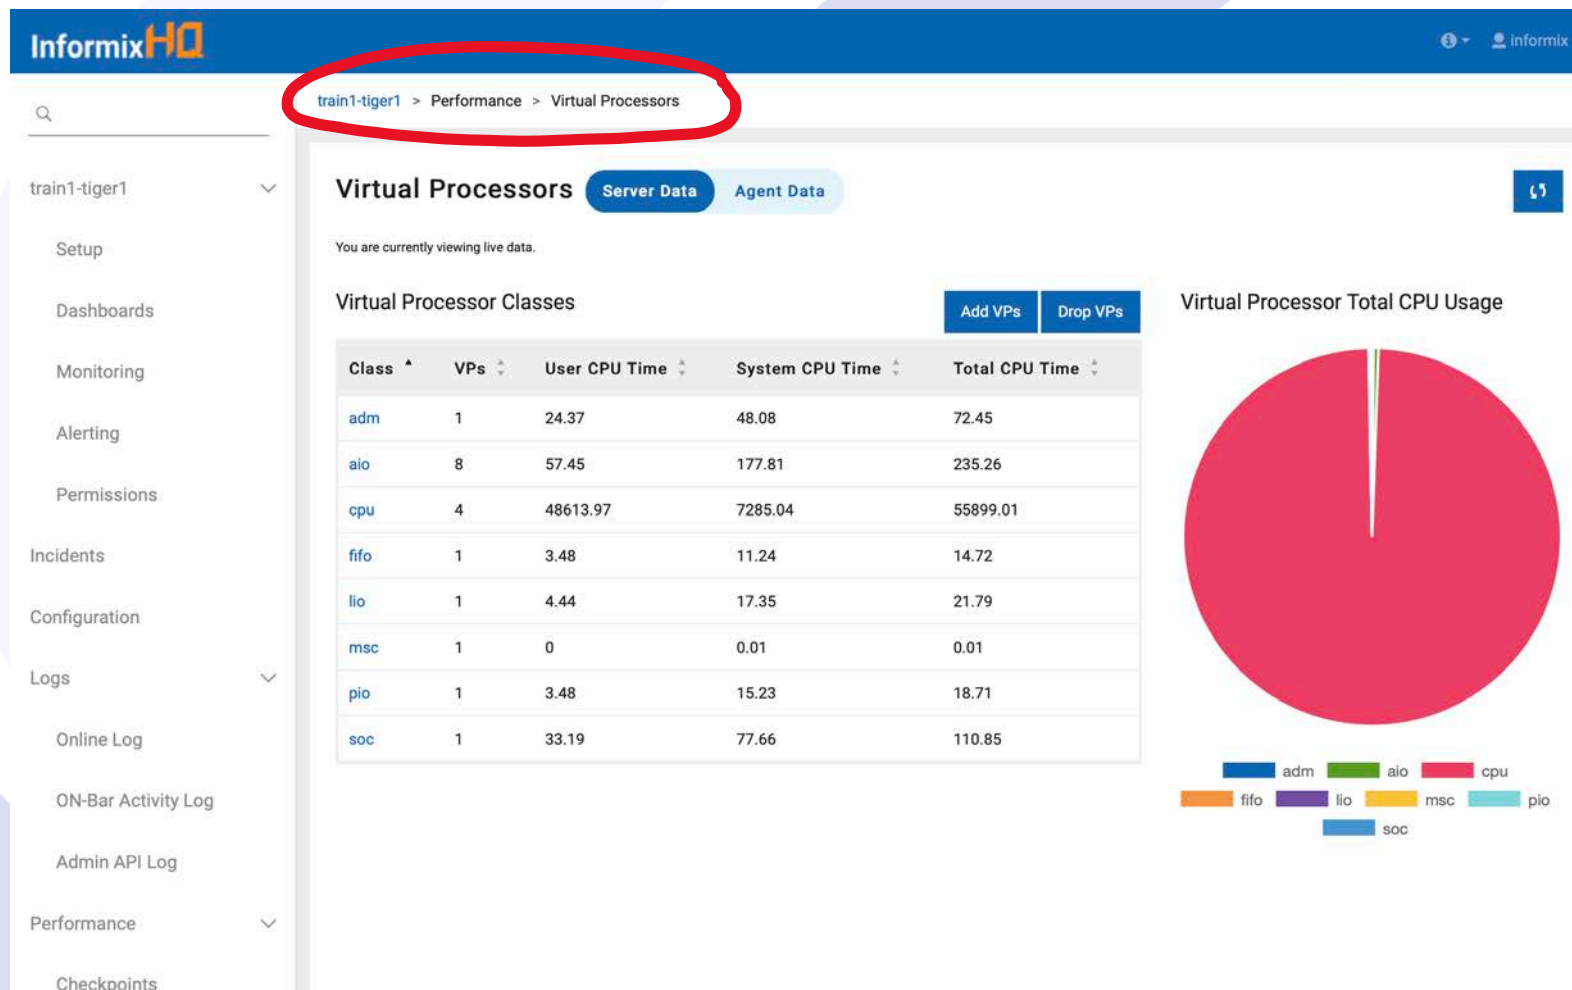 InformixHQ
informix
train1-tiger1 > Performance > Virtual Processors
train1-tiger1
Setup
Dashboards
Monitoring
Alerting
Permissions
Incidents
Configuration
Logs
Online Log
ON-Bar Activity Log
Admin API Log
Performance
Checkpoints
Virtual Processors
Server Data
Agent Data
You are currently viewing live data.
Virtual Processor Classes
Add VPs
Drop VPs
Class VPs User CPU Time System CPU Time Total CPU Time
adm 1 24.37 48.08 72.45
aio 8 57.45 177.81 235.26
cpu 4 48613.97 7285.04 55899.01
fifo 1 3.48 11.24 14.72
lio 1 4.44 17.35 21.79
msc 1 0 0.01 0.01
pio 1 3.48 15.23 18.71
soc 1 33.19 77.66 110.85
Virtual Processor Total CPU Usage
adm aio cpu
fifo lio msc pio
soc